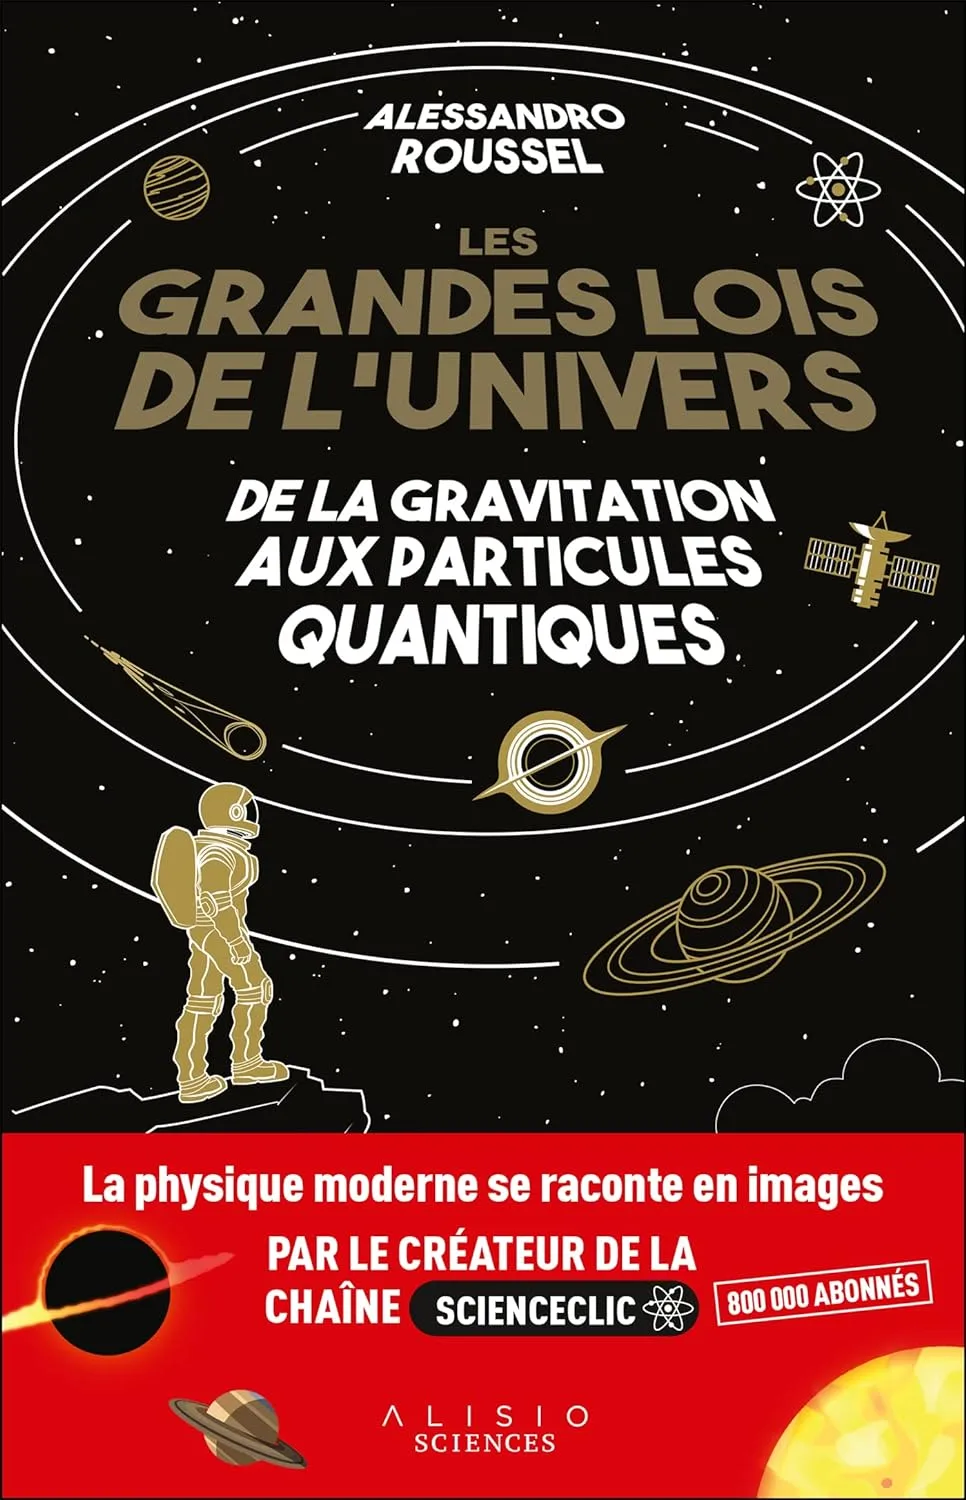 ALESSANDRO
ROUSSEL
LES
GRANDES LOIS
DE L'UNIVERS
DE LA GRAVITATION
AUX PARTICULES
QUANTIQUES
La physique moderne se raconte en images
PAR LE CRÉATEUR DE LA
CHAÎNE SCIENCECLIC
800 000 ABONNÉS
ALISIO
SCIENCES